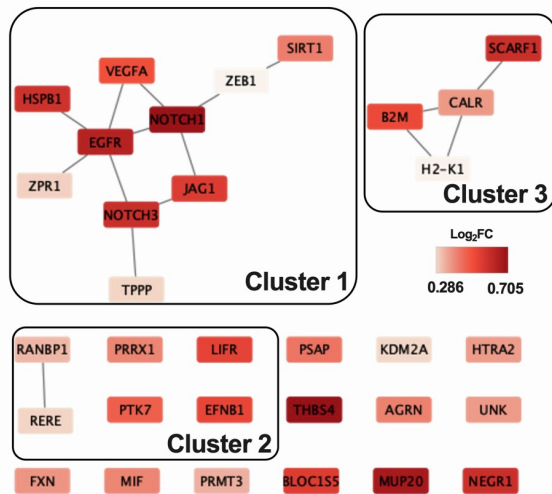 SIRT1
SCARF1
VEGFA
ZEB1
HSPB1
NOTCH1
CALR
B2M
EGFR
H2-K1
ZPR1
JAG1
Cluster 3
NOTCH3
Log2FC
0.286 0.705
TPPP
Cluster 1
RANBP1 PRRX1 LIFR PSAP KDM2A HTRA2
RERE PTK7 EFNB1 THBS4 AGRN UNK
Cluster 2
FXN MIF PRMT3 BLOC1S5 MUP20 NEGR1